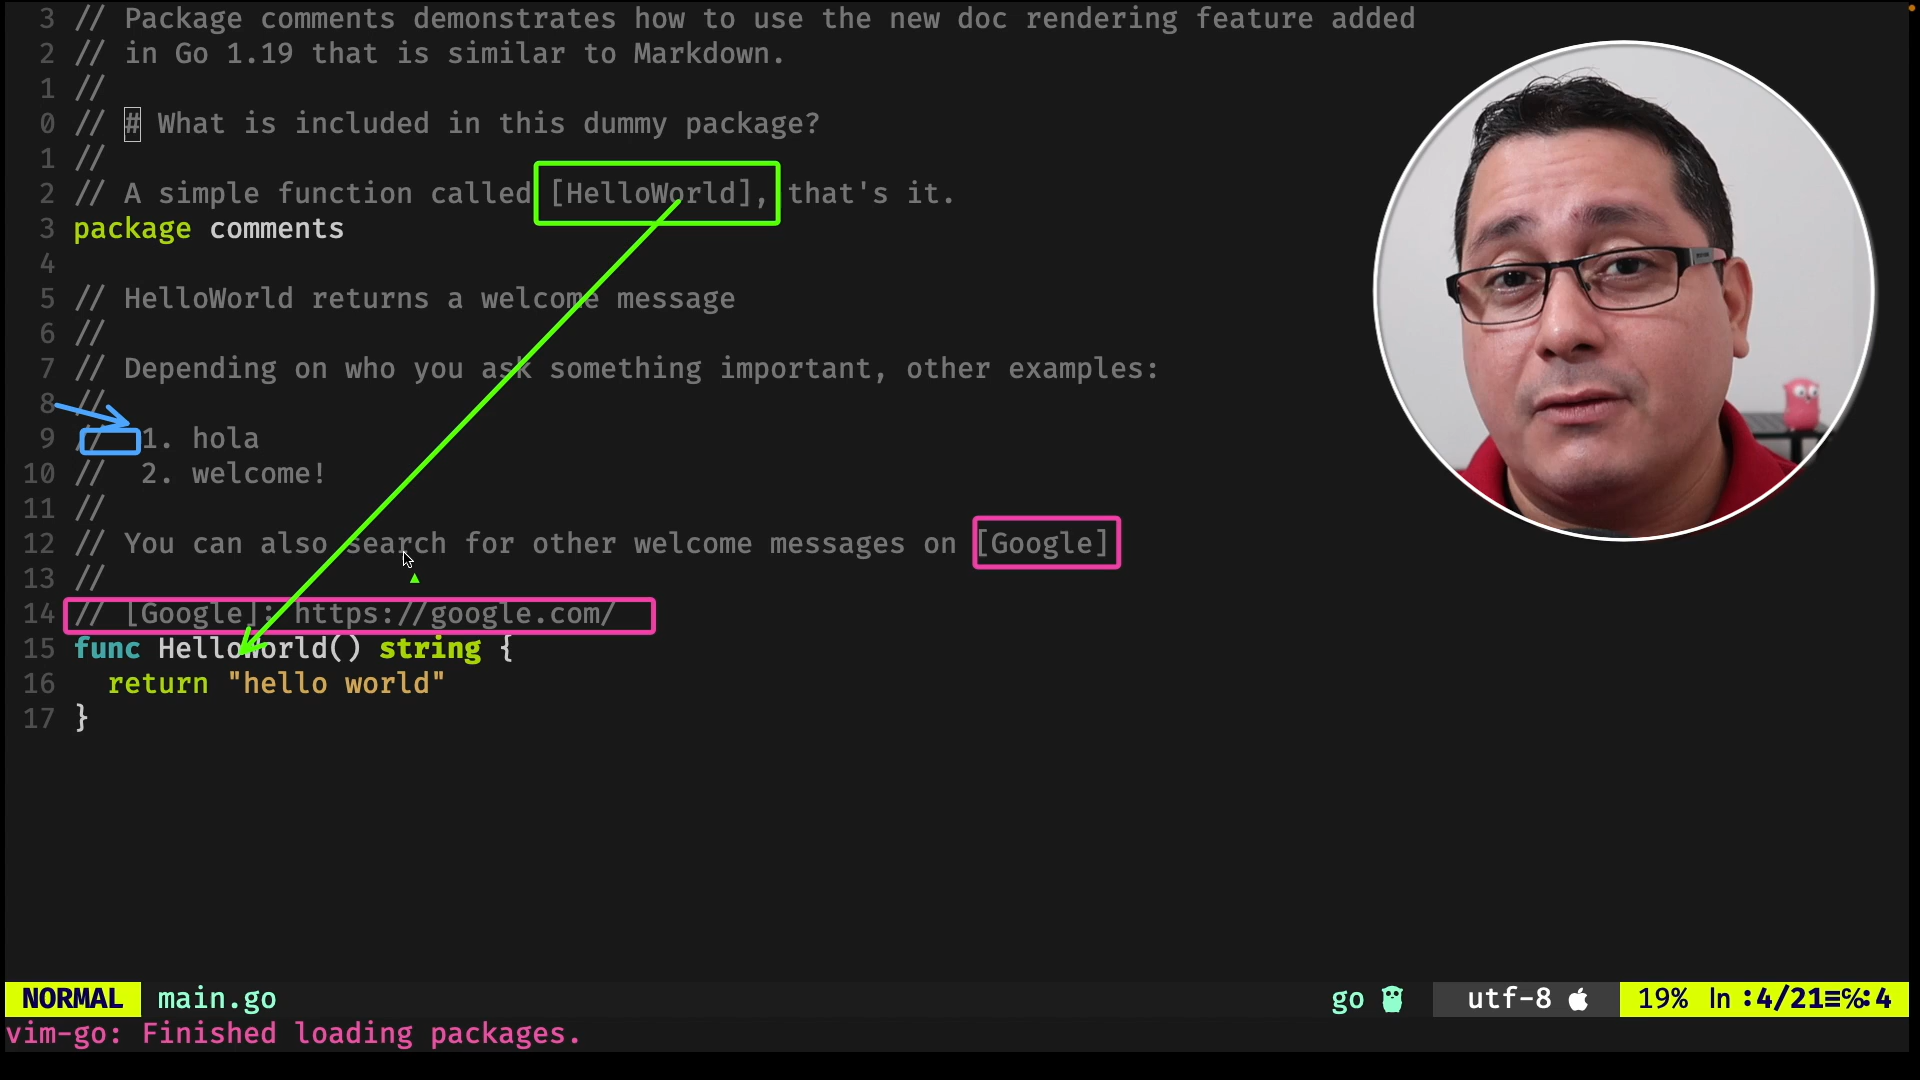 3 // Package comments demonstrates how to use the new doc rendering feature added
2 // in Go 1.19 that is similar to Markdown.
1 //
0 // # What is included in this dummy package?
1 //
2 // A simple function called [HelloWorld], that's it.
3 package comments
4
5 // HelloWorld returns a welcome message
6 //
7 // Depending on who you ask something important, other examples:
8 //
9 //  1. hola
10 //  2. welcome!
11 //
12 // You can also search for other welcome messages on [Google]
13 //
14 // [Google]: https://google.com/
15 func HelloWorld() string {
16   return "hello world"
17 }
NORMAL main.go go utf-8 19% ln :4/21≡℅:4
vim-go: Finished loading packages.